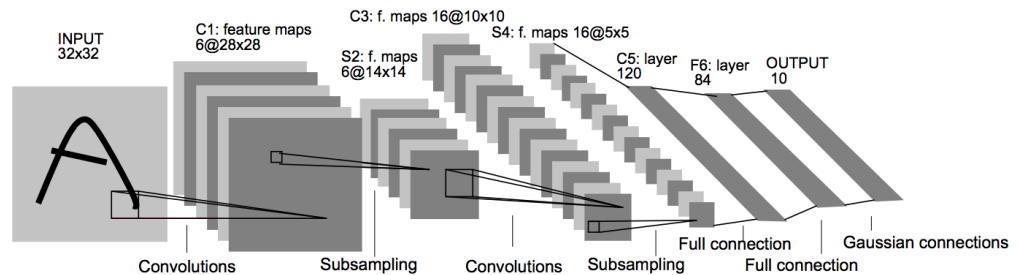 INPUT
32x32
C1: feature maps
6@28x28
S2: f. maps
6@14x14
C3: f. maps 16@10x10
S4: f. maps 16@5x5
C5: layer
120
F6: layer
84
OUTPUT
10
Convolutions
Subsampling
Convolutions
Subsampling
Full connection
Full connection
Gaussian connections